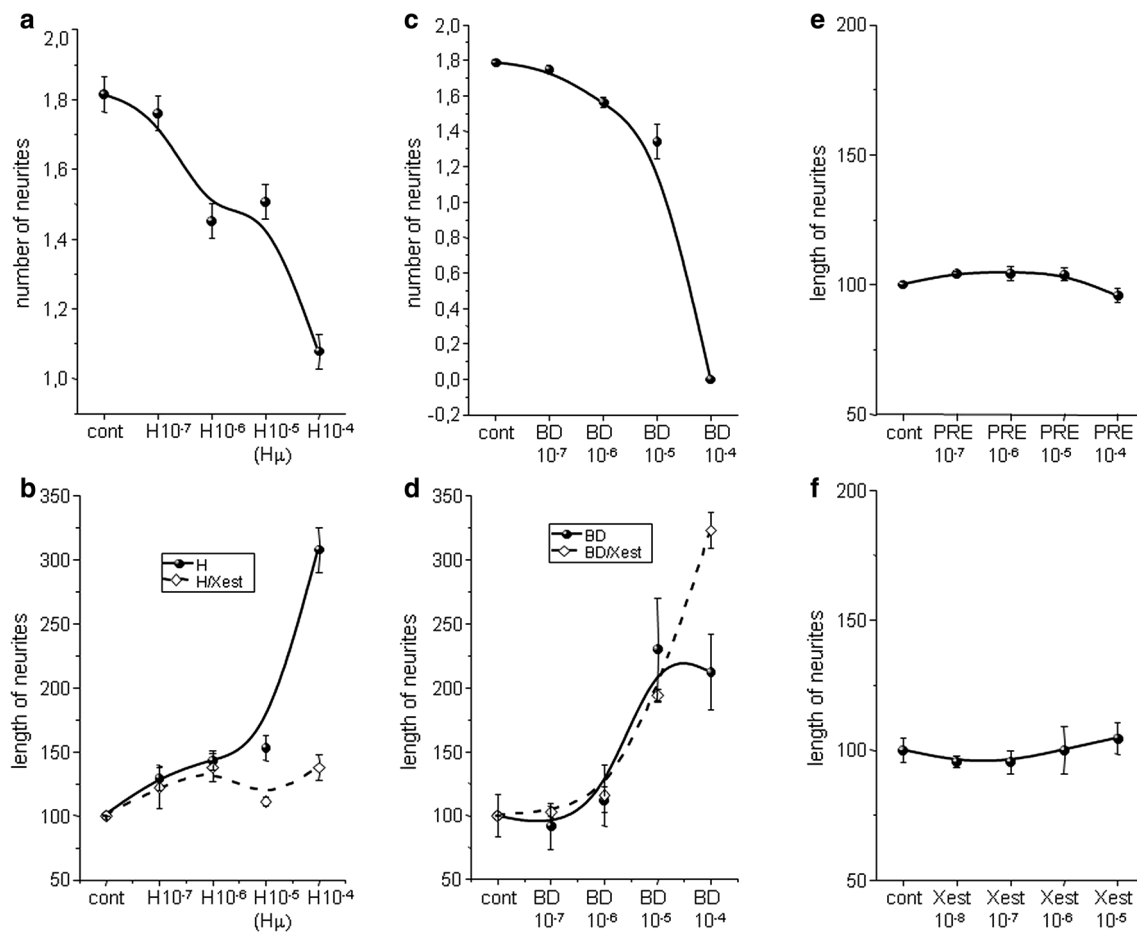 a
2,0
1,8
1,6
1,4
1,2
1,0
number of neurites
cont H10-7 H10-6 H10-5 H10-4
(Hμ)
c
2,0
1,8
1,6
1,4
1,2
1,0
0,8
0,6
0,4
0,2
0,0
-0,2
number of neurites
cont BD BD BD BD
10-7 10-6 10-5 10-4
e
200
150
100
50
length of neurites
cont PRE PRE PRE PRE
10-7 10-6 10-5 10-4
b
350
300
250
200
150
100
50
length of neurites
H
H/Xest
cont H10-7 H10-6 H10-5 H10-4
(Hμ)
d
350
300
250
200
150
100
50
length of neurites
BD
BD/Xest
cont BD BD BD BD
10-7 10-6 10-5 10-4
f
200
150
100
50
length of neurites
cont Xest Xest Xest Xest
10-8 10-7 10-6 10-5